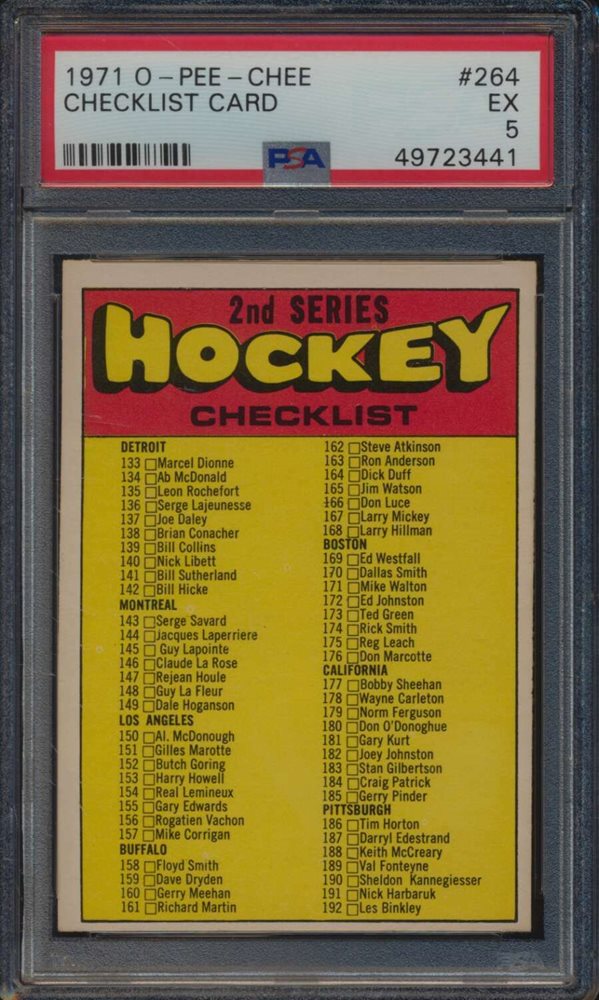 1971 O-PEE-CHEE #264
CHECKLIST CARD EX
5
PSA 49723441
2nd SERIES
HOCKEY
CHECKLIST
DETROIT
133 Marcel Dionne
134 Ab McDonald
135 Leon Rochefort
136 Serge Lajeunesse
137 Joe Daley
138 Brian Conacher
139 Bill Collins
140 Nick Libett
141 Bill Sutherland
142 Bill Hicke
MONTREAL
143 Serge Savard
144 Jacques Laperriere
145 Guy Lapointe
146 Claude La Rose
147 Rejean Houle
148 Guy La Fleur
149 Dale Hoganson
LOS ANGELES
150 Al. McDonough
151 Gilles Marotte
152 Butch Goring
153 Harry Howell
154 Real Lemineux
155 Gary Edwards
156 Rogatien Vachon
157 Mike Corrigan
BUFFALO
158 Floyd Smith
159 Dave Dryden
160 Gerry Meehan
161 Richard Martin
162 Steve Atkinson
163 Ron Anderson
164 Dick Duff
165 Jim Watson
166 Don Luce
167 Larry Mickey
168 Larry Hillman
BOSTON
169 Ed Westfall
170 Dallas Smith
171 Mike Walton
172 Ed Johnston
173 Ted Green
174 Rick Smith
175 Reg Leach
176 Don Marcotte
CALIFORNIA
177 Bobby Sheehan
178 Wayne Carleton
179 Norm Ferguson
180 Don O'Donoghue
181 Gary Kurt
182 Joey Johnston
183 Stan Gilbertson
184 Craig Patrick
185 Gerry Pinder
PITTSBURGH
186 Tim Horton
187 Darryl Edestrand
188 Keith McCreary
189 Val Fonteyne
190 Sheldon Kannegiesser
191 Nick Harbaruk
192 Les Binkley